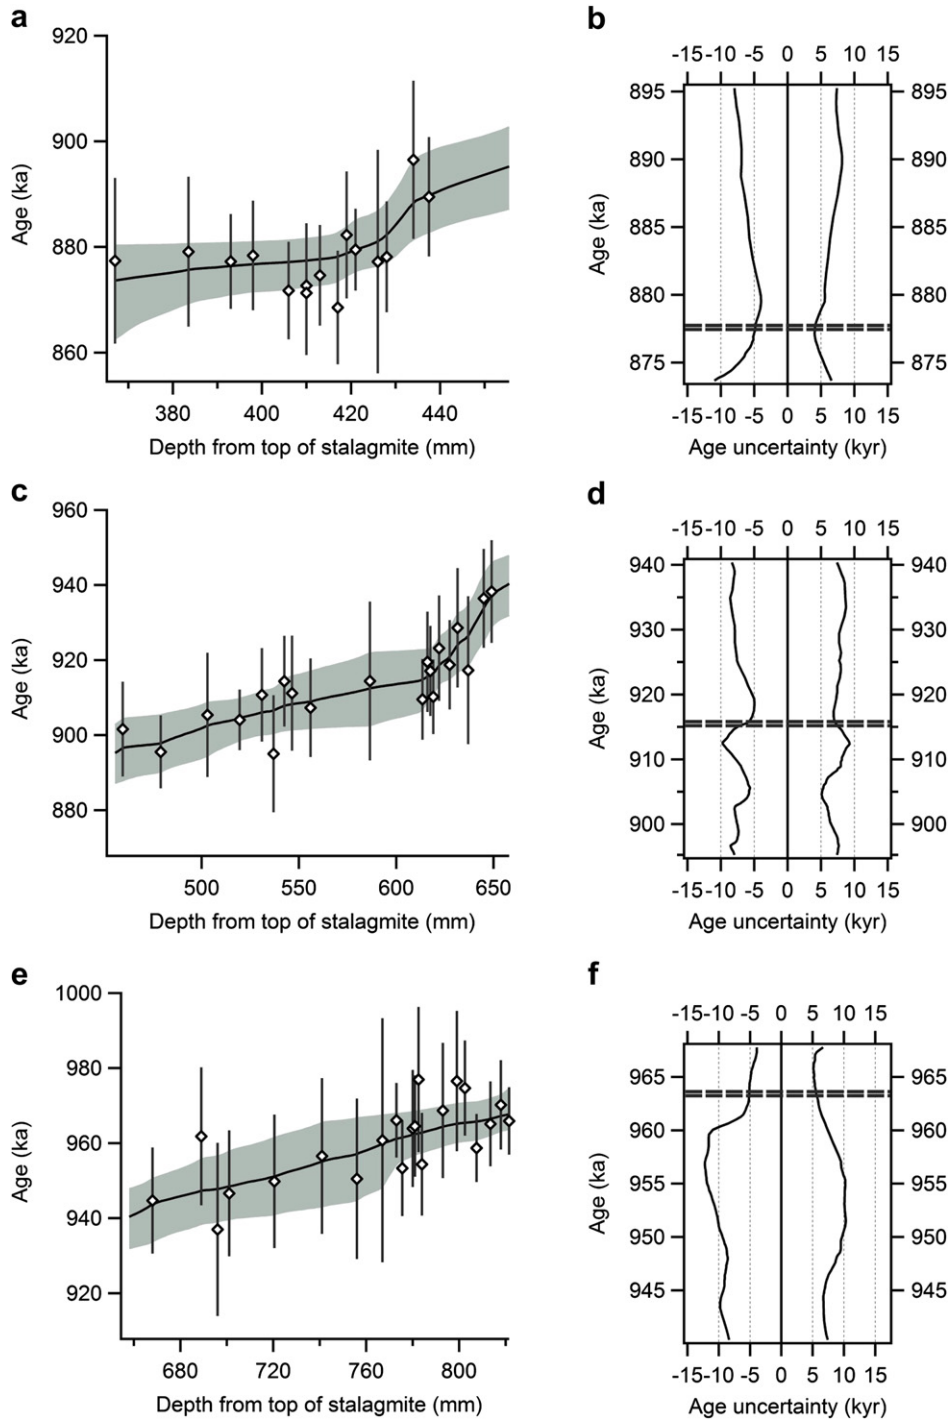 a
920
900
880
860
Age (ka)
380 400 420 440
Depth from top of stalagmite (mm)
b
-15 -10 -5 0 5 10 15
895 895
890 890
885 885
880 880
875 875
Age (ka)
-15 -10 -5 0 5 10 15
Age uncertainty (kyr)
c
960
940
920
900
880
Age (ka)
500 550 600 650
Depth from top of stalagmite (mm)
d
-15 -10 -5 0 5 10 15
940 940
930 930
920 920
910 910
900 900
Age (ka)
-15 -10 -5 0 5 10 15
Age uncertainty (kyr)
e
1000
980
960
940
920
Age (ka)
680 720 760 800
Depth from top of stalagmite (mm)
f
-15 -10 -5 0 5 10 15
965 965
960 960
955 955
950 950
945 945
Age (ka)
-15 -10 -5 0 5 10 15
Age uncertainty (kyr)